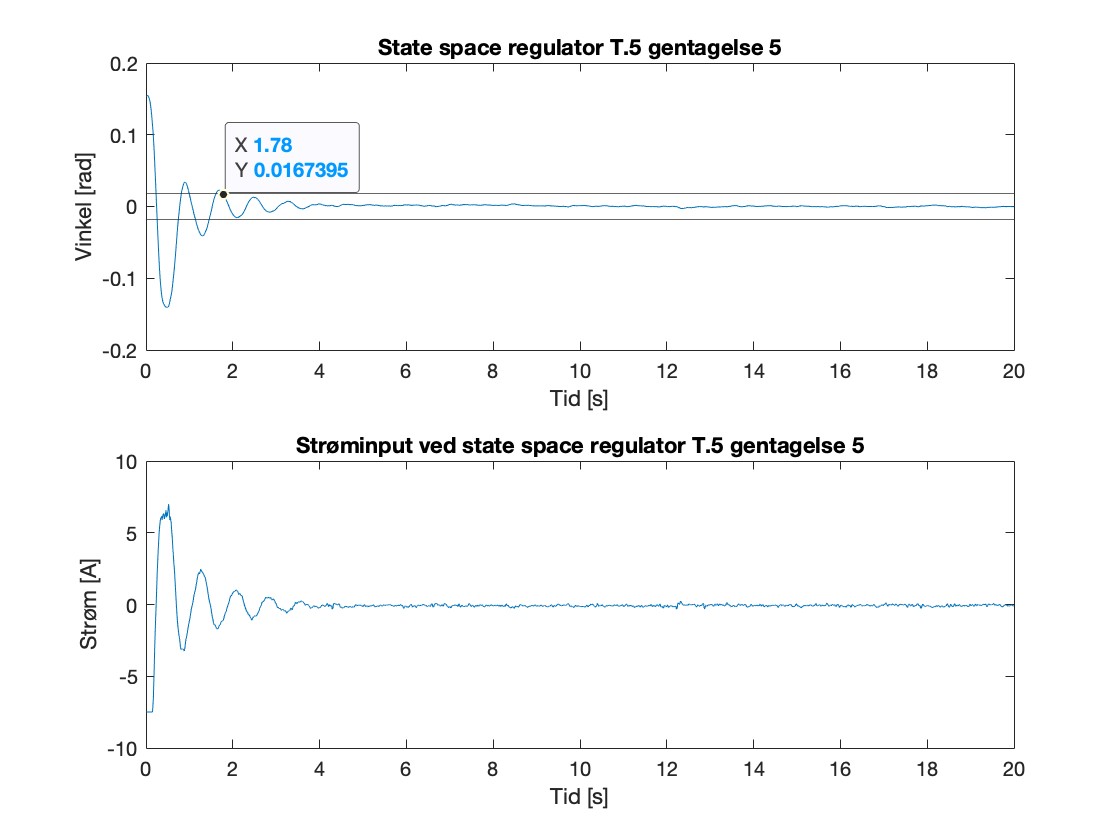 State space regulator T.5 gentagelse 5
0.2
0.1
0
-0.1
-0.2
Vinkel [rad]
X 1.78
Y 0.0167395
0 2 4 6 8 10 12 14 16 18 20
Tid [s]
Strøminput ved state space regulator T.5 gentagelse 5
10
5
0
-5
-10
Strøm [A]
0 2 4 6 8 10 12 14 16 18 20
Tid [s]